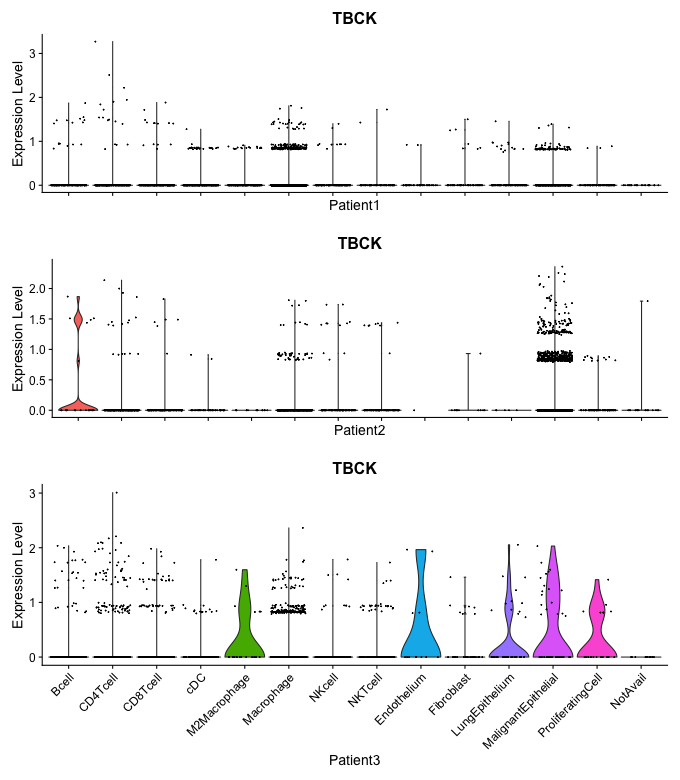 TBCK
Expression Level
3
2
1
0
Patient1
TBCK
Expression Level
2.0
1.5
1.0
0.5
0.0
Patient2
TBCK
Expression Level
3
2
1
0
Bcell
CD4Tcell
CD8Tcell
cDC
M2Macrophage
Macrophage
NKcell
NKTcell
Endothelium
Fibroblast
LungEpithelium
MalignantEpithelial
ProliferatingCell
NotAvail
Patient3